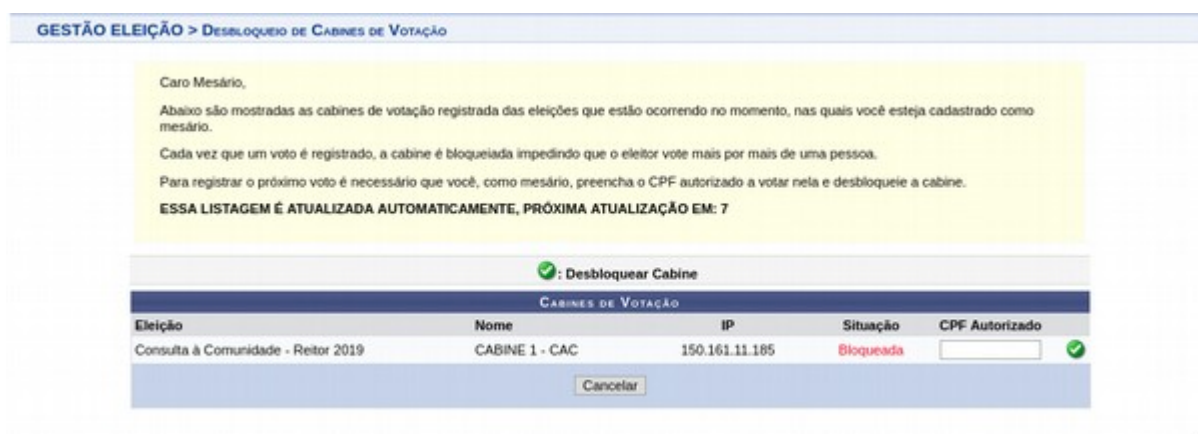 GESTÃO ELEIÇÃO > Desbloqueio de Cabines de Votação
Caro Mesário,
Abaixo são mostradas as cabines de votação registrada das eleições que estão ocorrendo no momento, nas quais você esteja cadastrado como
mesário.
Cada vez que um voto é registrado, a cabine é bloqueiada impedindo que o eleitor vote mais por mais de uma pessoa.
Para registrar o próximo voto é necessário que você, como mesário, preencha o CPF autorizado a votar nela e desbloqueie a cabine.
ESSA LISTAGEM É ATUALIZADA AUTOMATICAMENTE, PRÓXIMA ATUALIZAÇÃO EM: 7
: Desbloquear Cabine
Cabines de Votação
Eleição Nome IP Situação CPF Autorizado
Consulta à Comunidade - Reitor 2019 CABINE 1 - CAC 150.161.11.185 Bloqueada
Cancelar